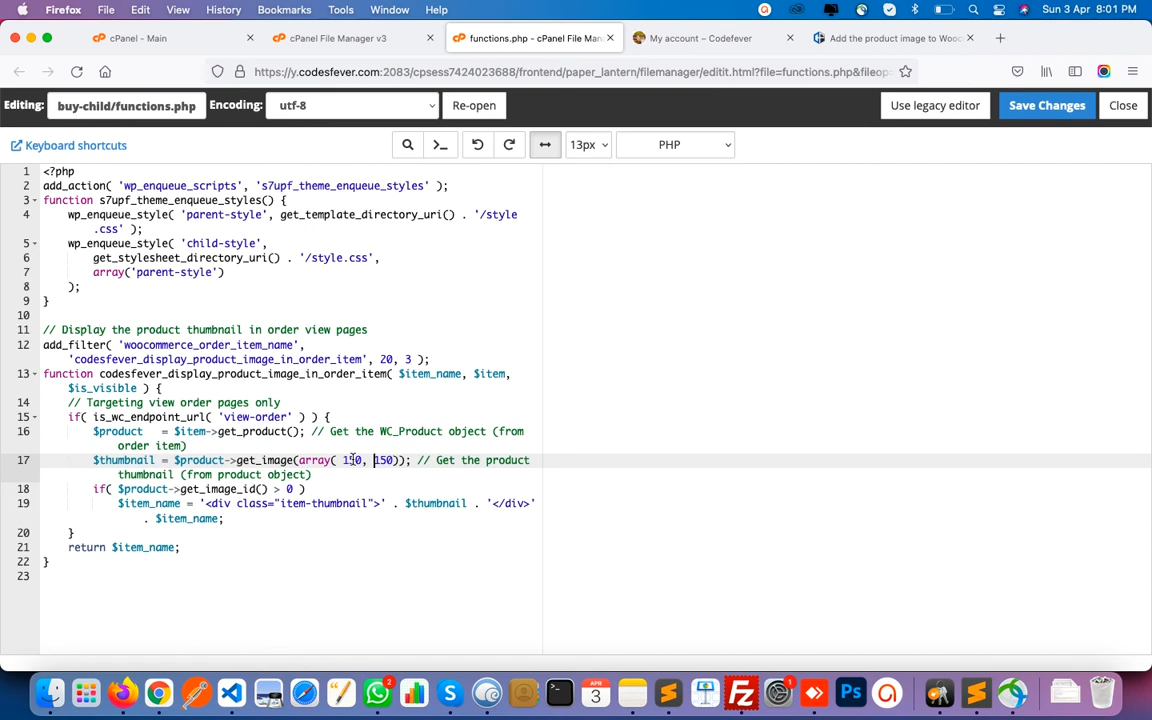 Firefox File Edit View History Bookmarks Tools Window Help Sun 3 Apr 8:01 PM
cPanel - Main cPanel File Manager v3 functions.php - cPanel File Man My account – Codefever Add the product image to Wooc
https://y.codesfever.com:2083/cpsess7424023688/frontend/paper_lantern/filemanager/editit.html?file=functions.php&fileop
Editing: buy-child/functions.php Encoding: utf-8 Re-open Use legacy editor Save Changes Close
Keyboard shortcuts 13px PHP
1 <?php
2 add_action( 'wp_enqueue_scripts', 's7upf_theme_enqueue_styles' );
3 function s7upf_theme_enqueue_styles() {
4 wp_enqueue_style( 'parent-style', get_template_directory_uri() . '/style
.css' );
5 wp_enqueue_style( 'child-style',
6 get_stylesheet_directory_uri() . '/style.css',
7 array('parent-style')
8 );
9 }
10
11 // Display the product thumbnail in order view pages
12 add_filter( 'woocommerce_order_item_name',
'codesfever_display_product_image_in_order_item', 20, 3 );
13 function codesfever_display_product_image_in_order_item( $item_name, $item,
$is_visible ) {
14 // Targeting view order pages only
15 if( is_wc_endpoint_url( 'view-order' ) ) {
16 $product = $item->get_product(); // Get the WC_Product object (from
order item)
17 $thumbnail = $product->get_image(array( 150, 150)); // Get the product
thumbnail (from product object)
18 if( $product->get_image_id() > 0 )
19 $item_name = '<div class="item-thumbnail">' . $thumbnail . '</div>'
. $item_name;
20 }
21 return $item_name;
22 }
23
2
APR
3
1
Ps